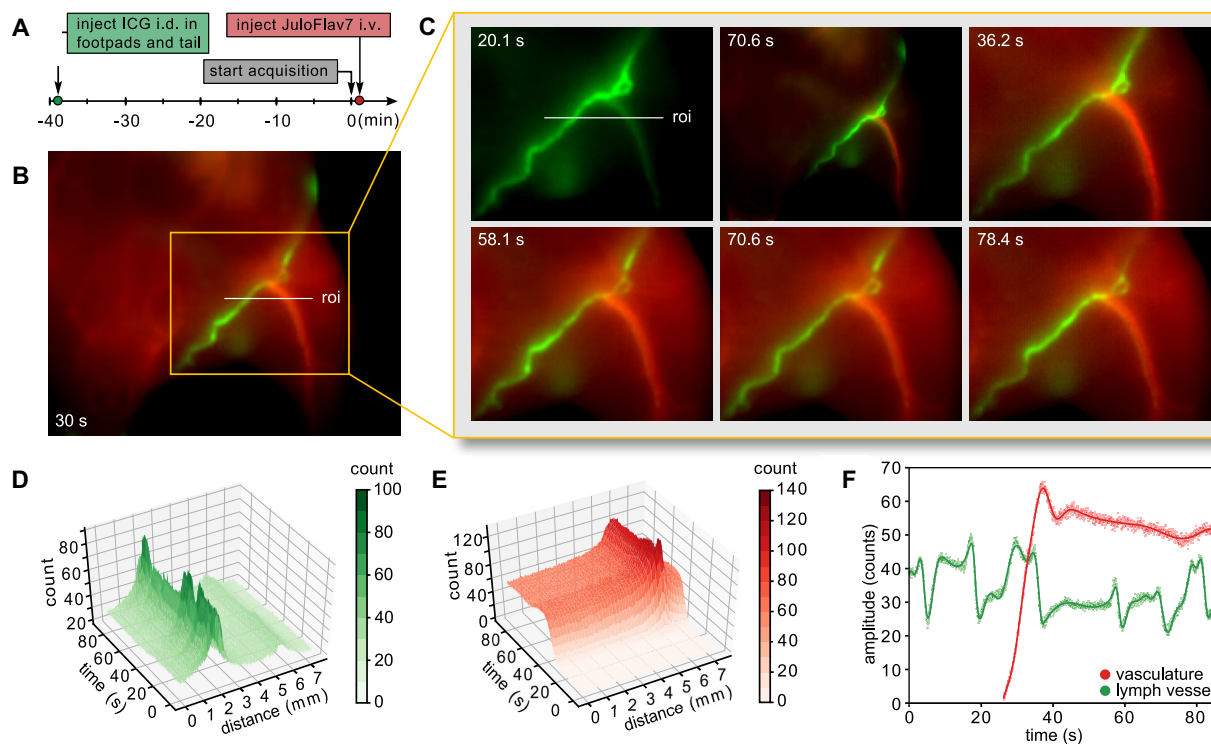 A
inject ICG i.d. in
footpads and tail
inject JuloFlav7 i.v.
start acquisition
-40 -30 -20 -10 0(min)
B
roi
30 s
C
20.1 s
roi
70.6 s
36.2 s
58.1 s
70.6 s
78.4 s
D
count
100
80
60
40
20
0
count
80
60
40
20
time (s)
80
60
40
20
0
distance (mm)
0 1 2 3 4 5 6 7
E
count
140
120
100
80
60
40
20
0
count
120
80
40
0
time (s)
80
60
40
20
0
distance (mm)
0 1 2 3 4 5 6 7
F
amplitude (counts)
70
60
50
40
30
20
10
0
vasculature
lymph vesse
0 20 40 60 80
time (s)